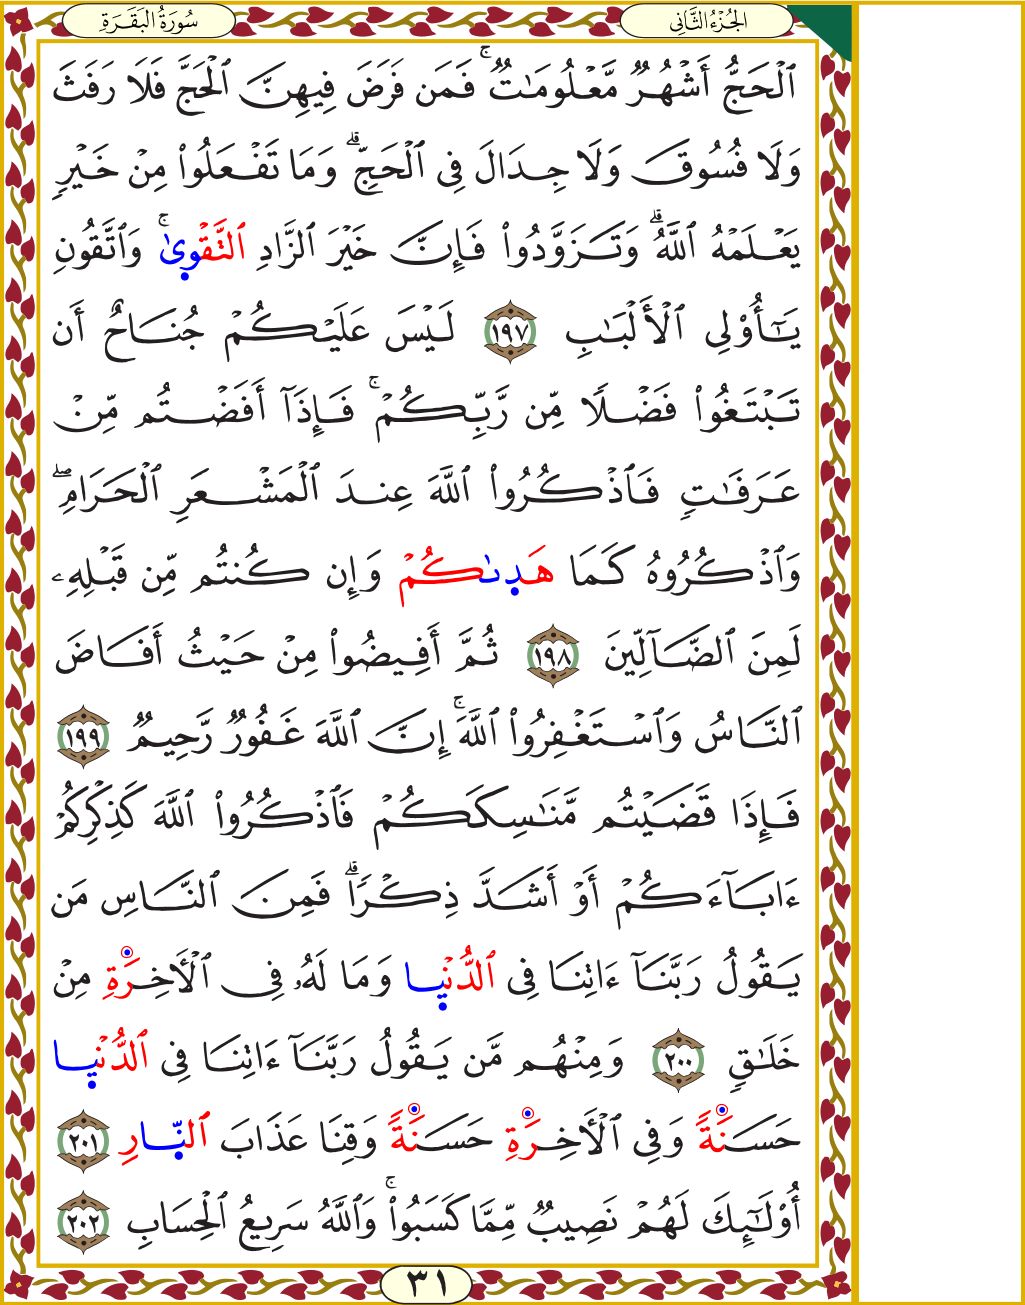 الجُزْءُ الثَّانِي
سُورَةُ البَقَرَةِ
ٱلْحَجُّ أَشْهُرٌ مَّعْلُومَٰتٌ ۚ فَمَن فَرَضَ فِيهِنَّ ٱلْحَجَّ فَلَا رَفَثَ
وَلَا فُسُوقَ وَلَا جِدَالَ فِى ٱلْحَجِّ ۗ وَمَا تَفْعَلُوا۟ مِنْ خَيْرٍ
يَعْلَمْهُ ٱللَّهُ ۗ وَتَزَوَّدُوا۟ فَإِنَّ خَيْرَ ٱلزَّادِ ٱلتَّقْوىٰ ۚ وَٱتَّقُونِ
يَٰٓأُو۟لِى ٱلْأَلْبَٰبِ ١٩٧ لَيْسَ عَلَيْكُمْ جُنَاحٌ أَن
تَبْتَغُوا۟ فَضْلًا مِّن رَّبِّكُمْ ۚ فَإِذَآ أَفَضْتُم مِّنْ
عَرَفَٰتٍ فَٱذْكُرُوا۟ ٱللَّهَ عِندَ ٱلْمَشْعَرِ ٱلْحَرَامِ ۖ
وَٱذْكُرُوهُ كَمَا هَدىٰكُمْ وَإِن كُنتُم مِّن قَبْلِهِۦ
لَمِنَ ٱلضَّآلِّينَ ١٩٨ ثُمَّ أَفِيضُوا۟ مِنْ حَيْثُ أَفَاضَ
ٱلنَّاسُ وَٱسْتَغْفِرُوا۟ ٱللَّهَ ۚ إِنَّ ٱللَّهَ غَفُورٌ رَّحِيمٌ ١٩٩
فَإِذَا قَضَيْتُم مَّنَٰسِكَكُمْ فَٱذْكُرُوا۟ ٱللَّهَ كَذِكْرِكُمْ
ءَابَآءَكُمْ أَوْ أَشَدَّ ذِكْرًا ۗ فَمِنَ ٱلنَّاسِ مَن
يَقُولُ رَبَّنَآ ءَاتِنَا فِى ٱلدُّنْيا وَمَا لَهُۥ فِى ٱلْأَخِرَةِ مِنْ
خَلَٰقٍ ٢٠٠ وَمِنْهُم مَّن يَقُولُ رَبَّنَآ ءَاتِنَا فِى ٱلدُّنْيا
حَسَنَةً وَفِى ٱلْأَخِرَةِ حَسَنَةً وَقِنَا عَذَابَ ٱلنَّارِ ٢٠١
أُو۟لَٰٓئِكَ لَهُمْ نَصِيبٌ مِّمَّا كَسَبُوا۟ ۚ وَٱللَّهُ سَرِيعُ ٱلْحِسَابِ ٢٠٢
٣١